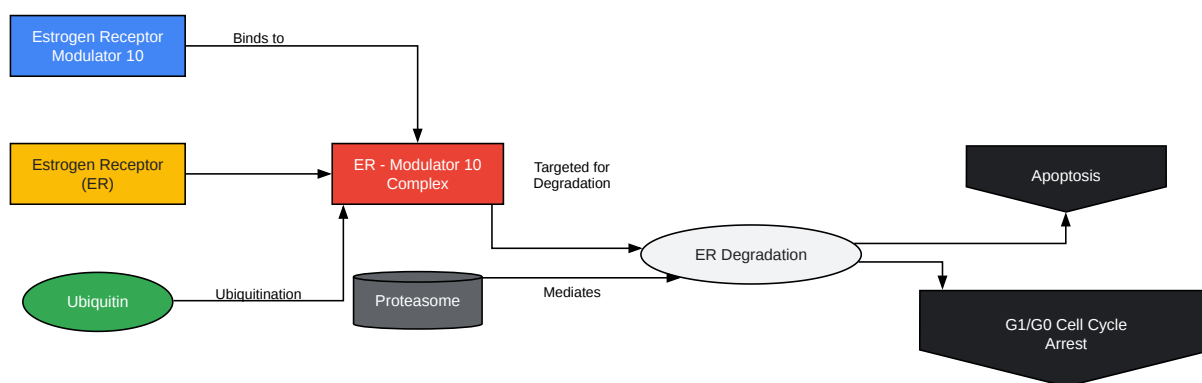 Estrogen Receptor
Modulator 10
Binds to
Estrogen Receptor
(ER)
ER - Modulator 10
Complex
Targeted for
Degradation
Apoptosis
ER Degradation
Ubiquitin
Ubiquitination
Proteasome
Mediates
G1/G0 Cell Cycle
Arrest